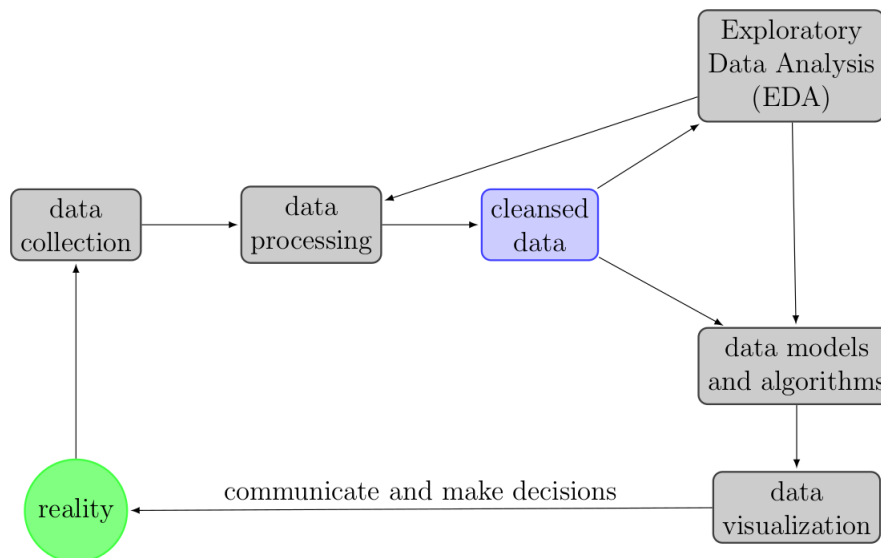 Exploratory
Data Analysis
(EDA)
data
collection
data
processing
cleansed
data
data models
and algorithms
reality
communicate and make decisions
data
visualization